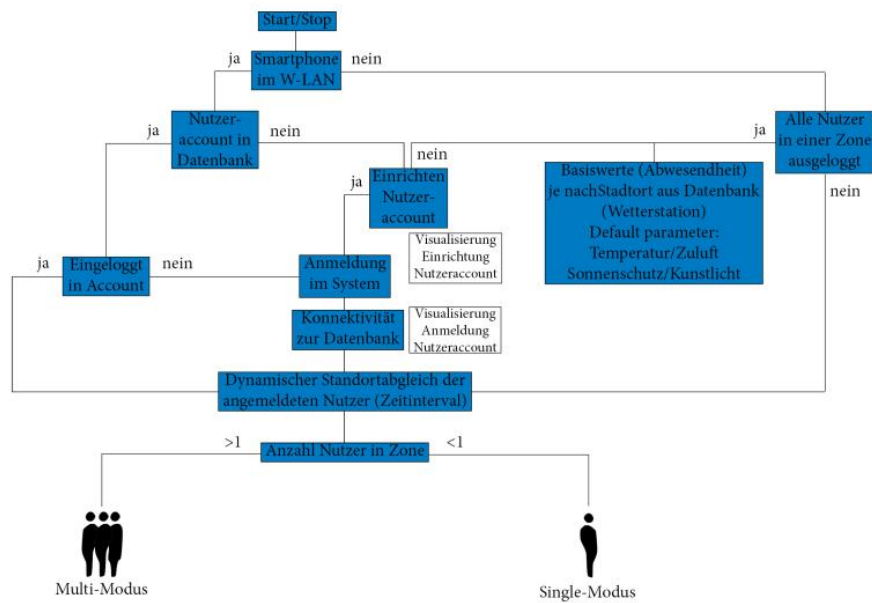 Start/Stop
ja
Smartphone
im W-LAN
nein
ja
Nutzer-
account in
Datenbank
nein
ja
Alle Nutzer
in einer Zone
ausgeloggt
nein
nein
ja
Einrichten
Nutzer-
account
Basiswerte (Abwesendheit)
je nachStadtort aus Datenbank
(Wetterstation)
Default parameter:
Temperatur/Zuluft
Sonnenschutz/Kunstlicht
Visualisierung
Einrichtung
Nutzeraccount
ja
Eingeloggt
in Account
nein
Anmeldung
im System
Konnektivität
zur Datenbank
Visualisierung
Anmeldung
Nutzeraccount
Dynamischer Standortabgleich der
angemeldeten Nutzer (Zeitinterval)
>1
Anzahl Nutzer in Zone
<1
Multi-Modus
Single-Modus